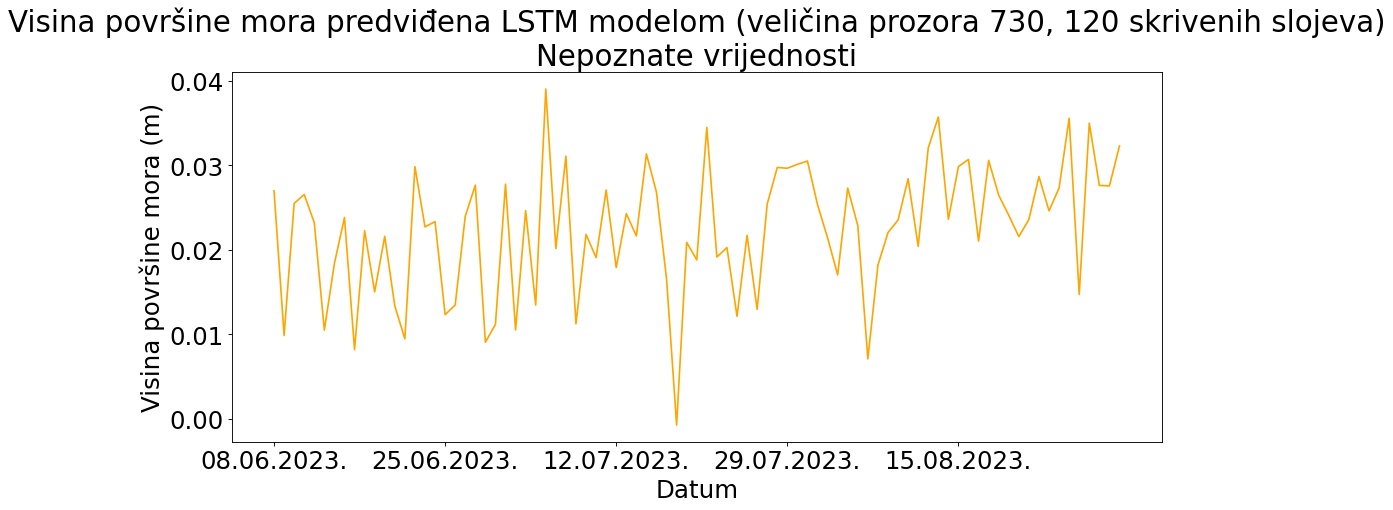 Visina površine mora predviđena LSTM modelom (veličina prozora 730, 120 skrivenih slojeva)
Nepoznate vrijednosti
Visina površine mora (m)
0.04
0.03
0.02
0.01
0.00
08.06.2023. 25.06.2023. 12.07.2023. 29.07.2023. 15.08.2023.
Datum